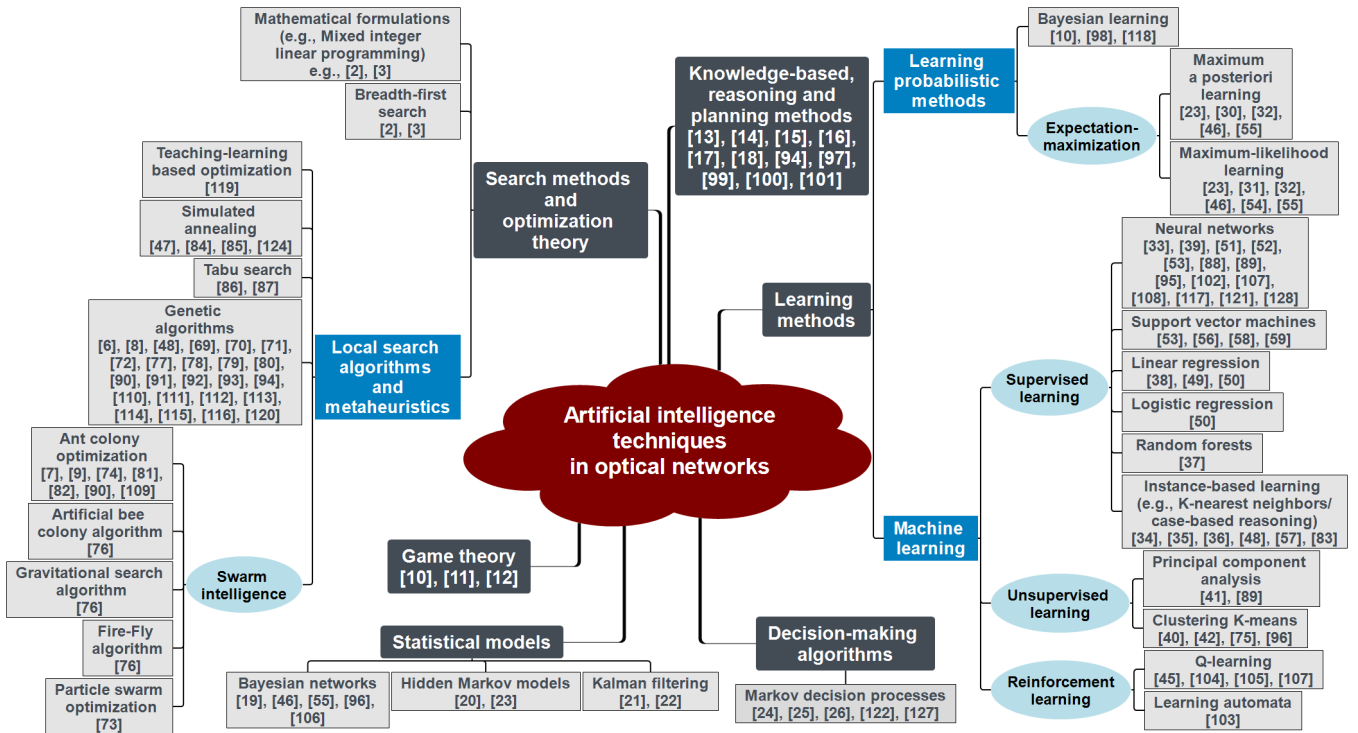 Mathematical formulations
(e.g., Mixed integer
linear programming)
e.g., [2], [3]
Breadth-first
search
[2], [3]
Search methods
and
optimization
theory
Teaching-learning
based optimization
[119]
Simulated
annealing
[47], [84], [85], [124]
Tabu search
[86], [87]
Genetic
algorithms
[6], [8], [48], [69], [70], [71],
[72], [77], [78], [79], [80],
[90], [91], [92], [93], [94],
[110], [111], [112], [113],
[114], [115], [116], [120]
Local search
algorithms
and
metaheuristics
Ant colony
optimization
[7], [9], [74], [81],
[82], [90], [109]
Artificial bee
colony algorithm
[76]
Gravitational search
algorithm
[76]
Fire-Fly
algorithm
[76]
Particle swarm
optimization
[73]
Swarm
intelligence
Knowledge-based,
reasoning and
planning methods
[13], [14], [15], [16],
[17], [18], [94], [97],
[99], [100], [101]
Learning
methods
Artificial intelligence
techniques
in optical networks
Game theory
[10], [11], [12]
Statistical models
Bayesian networks
[19], [46], [55], [96],
[106]
Hidden Markov models
[20], [23]
Kalman filtering
[21], [22]
Decision-making
algorithms
Markov decision processes
[24], [25], [26], [122], [127]
Learning
probabilistic
methods
Bayesian learning
[10], [98], [118]
Expectation-
maximization
Maximum
a posteriori
learning
[23], [30], [32],
[46], [55]
Maximum-likelihood
learning
[23], [31], [32],
[46], [54], [55]
Machine
learning
Supervised
learning
Neural networks
[33], [39], [51], [52],
[53], [88], [89],
[95], [102], [107],
[108], [117], [121], [128]
Support vector machines
[53], [56], [58], [59]
Linear regression
[38], [49], [50]
Logistic regression
[50]
Random forests
[37]
Instance-based learning
(e.g., K-nearest neighbors/
case-based reasoning)
[34], [35], [36], [48], [57], [83]
Unsupervised
learning
Principal component
analysis
[41], [89]
Clustering K-means
[40], [42], [75], [96]
Reinforcement
learning
Q-learning
[45], [104], [105], [107]
Learning automata
[103]